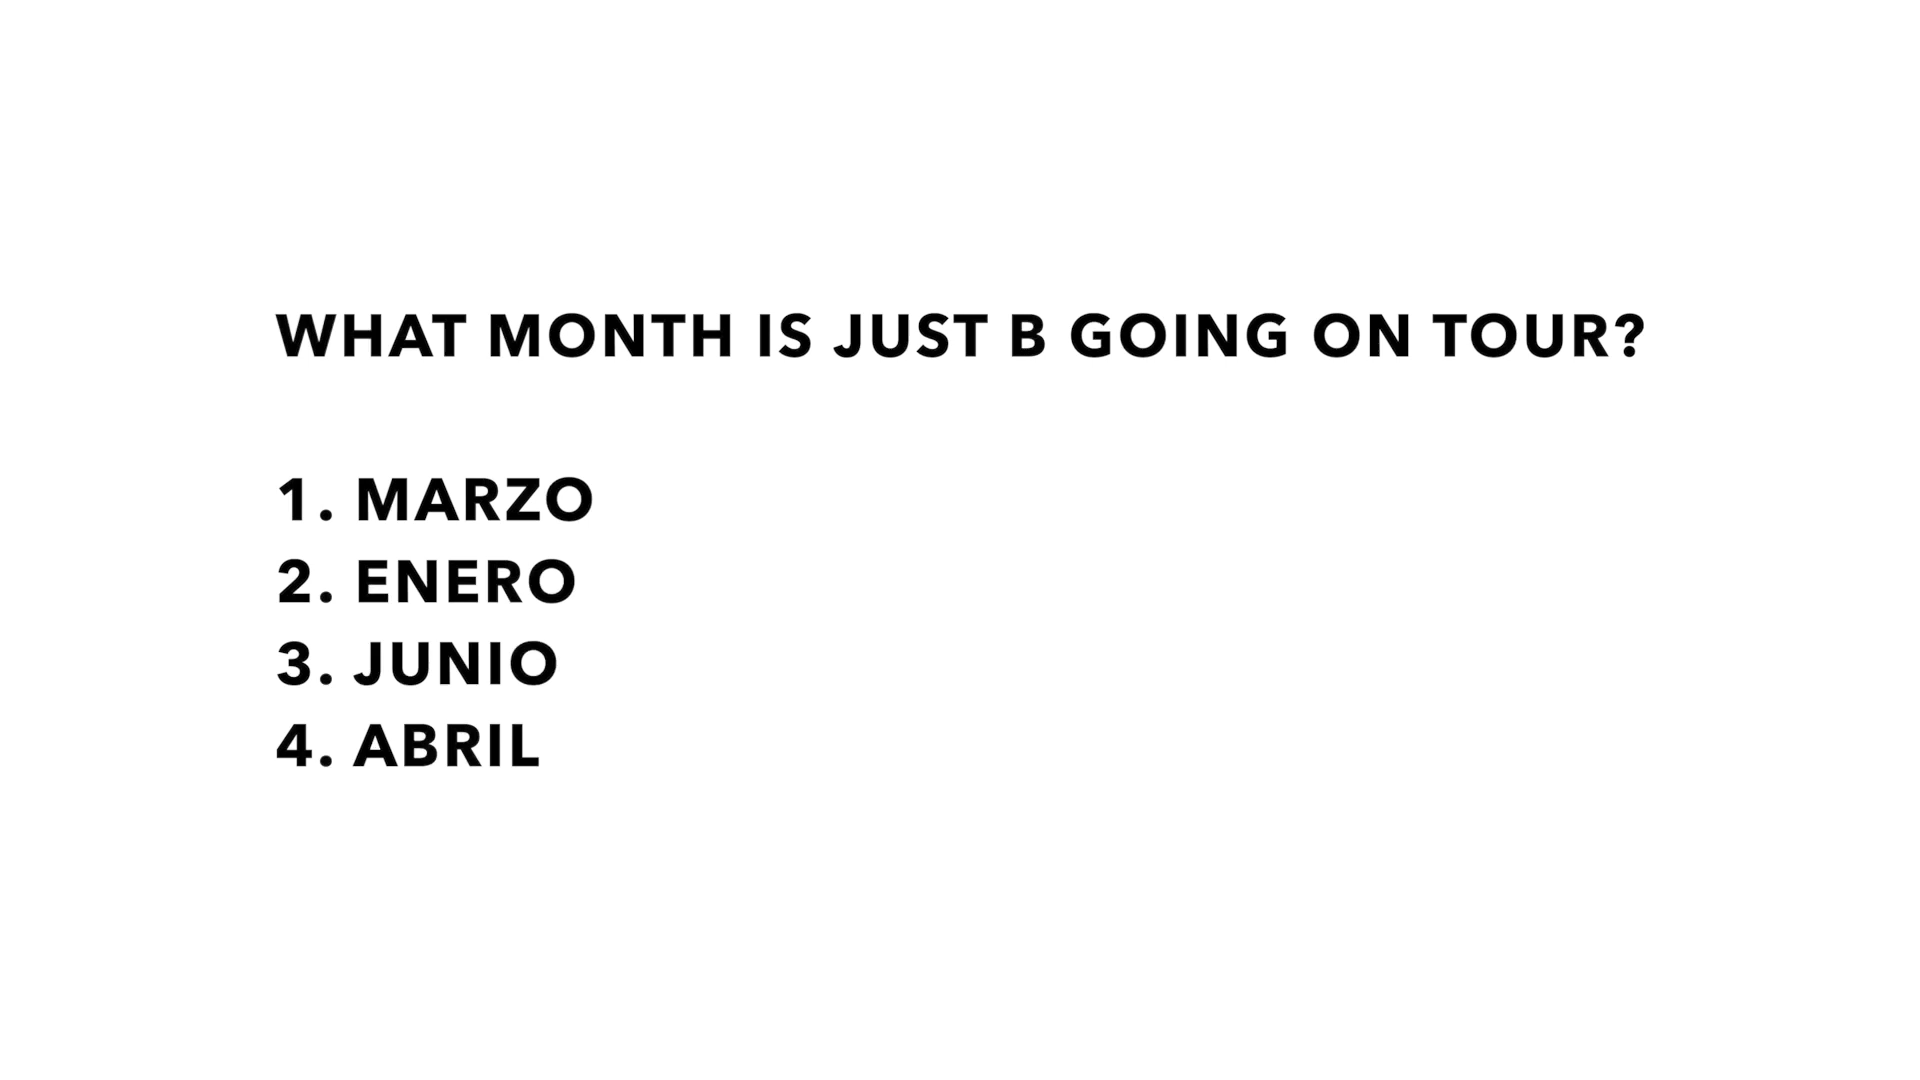 WHAT MONTH IS JUST B GOING ON TOUR?
1. MARZO
2. ENERO
3. JUNIO
4. ABRIL